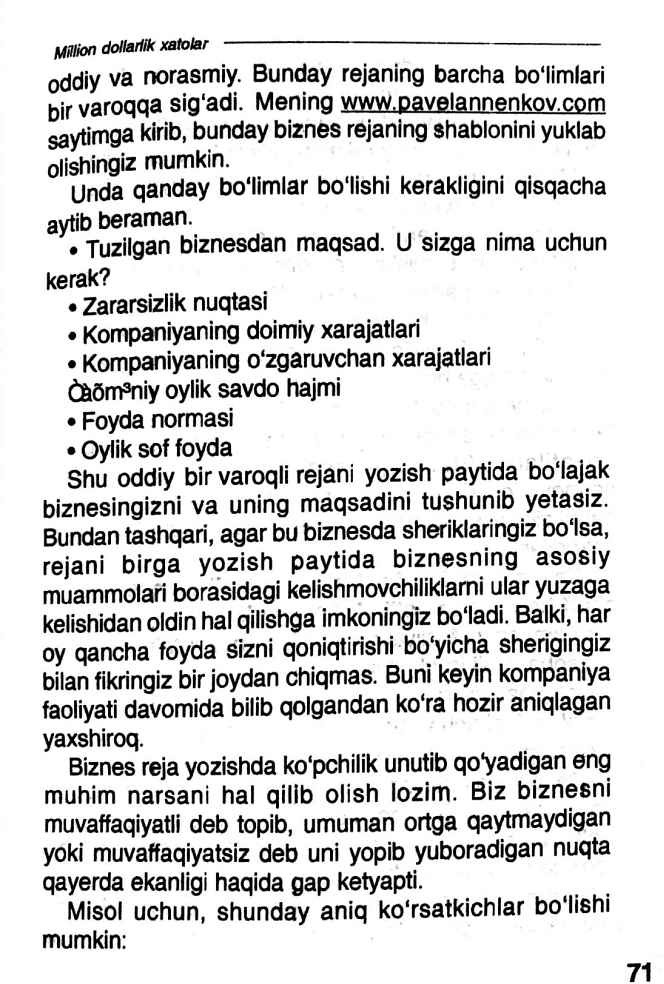 Million dollarlik xatolar
oddiy va norasmiy. Bunday rejaning barcha bo'limlari
bir varoqqa sig'adi. Mening www.pavelannenkov.com
saytimga kirib, bunday biznes rejaning shablonini yuklab
olishingiz mumkin.
Unda qanday bo'limlar bo'lishi kerakligini qisqacha
aytib beraman.
• Tuzilgan biznesdan maqsad. U sizga nima uchun
kerak?
• Zararsizlik nuqtasi
• Kompaniyaning doimiy xarajatlari
• Kompaniyaning o'zgaruvchan xarajatlari
Òàõm³niy oylik savdo hajmi
• Foyda normasi
• Oylik sof foyda
Shu oddiy bir varoqli rejani yozish paytida bo'lajak
biznesingizni va uning maqsadini tushunib yetasiz.
Bundan tashqari, agar bu biznesda sheriklaringiz bo'lsa,
rejani birga yozish paytida biznesning asosiy
muammolari borasidagi kelishmovchiliklarni ular yuzaga
kelishidan oldin hal qilishga imkoningiz bo'ladi. Balki, har
oy qancha foyda sizni qoniqtirishi bo'yicha sherigingiz
bilan fikringiz bir joydan chiqmas. Buni keyin kompaniya
faoliyati davomida bilib qolgandan ko'ra hozir aniqlagan
yaxshiroq.
Biznes reja yozishda ko'pchilik unutib qo'yadigan eng
muhim narsani hal qilib olish lozim. Biz biznesni
muvaffaqiyatli deb topib, umuman ortga qaytmaydigan
yoki muvaffaqiyatsiz deb uni yopib yuboradigan nuqta
qayerda ekanligi haqida gap ketyapti.
Misol uchun, shunday aniq ko'rsatkichlar bo'lishi
mumkin:
71